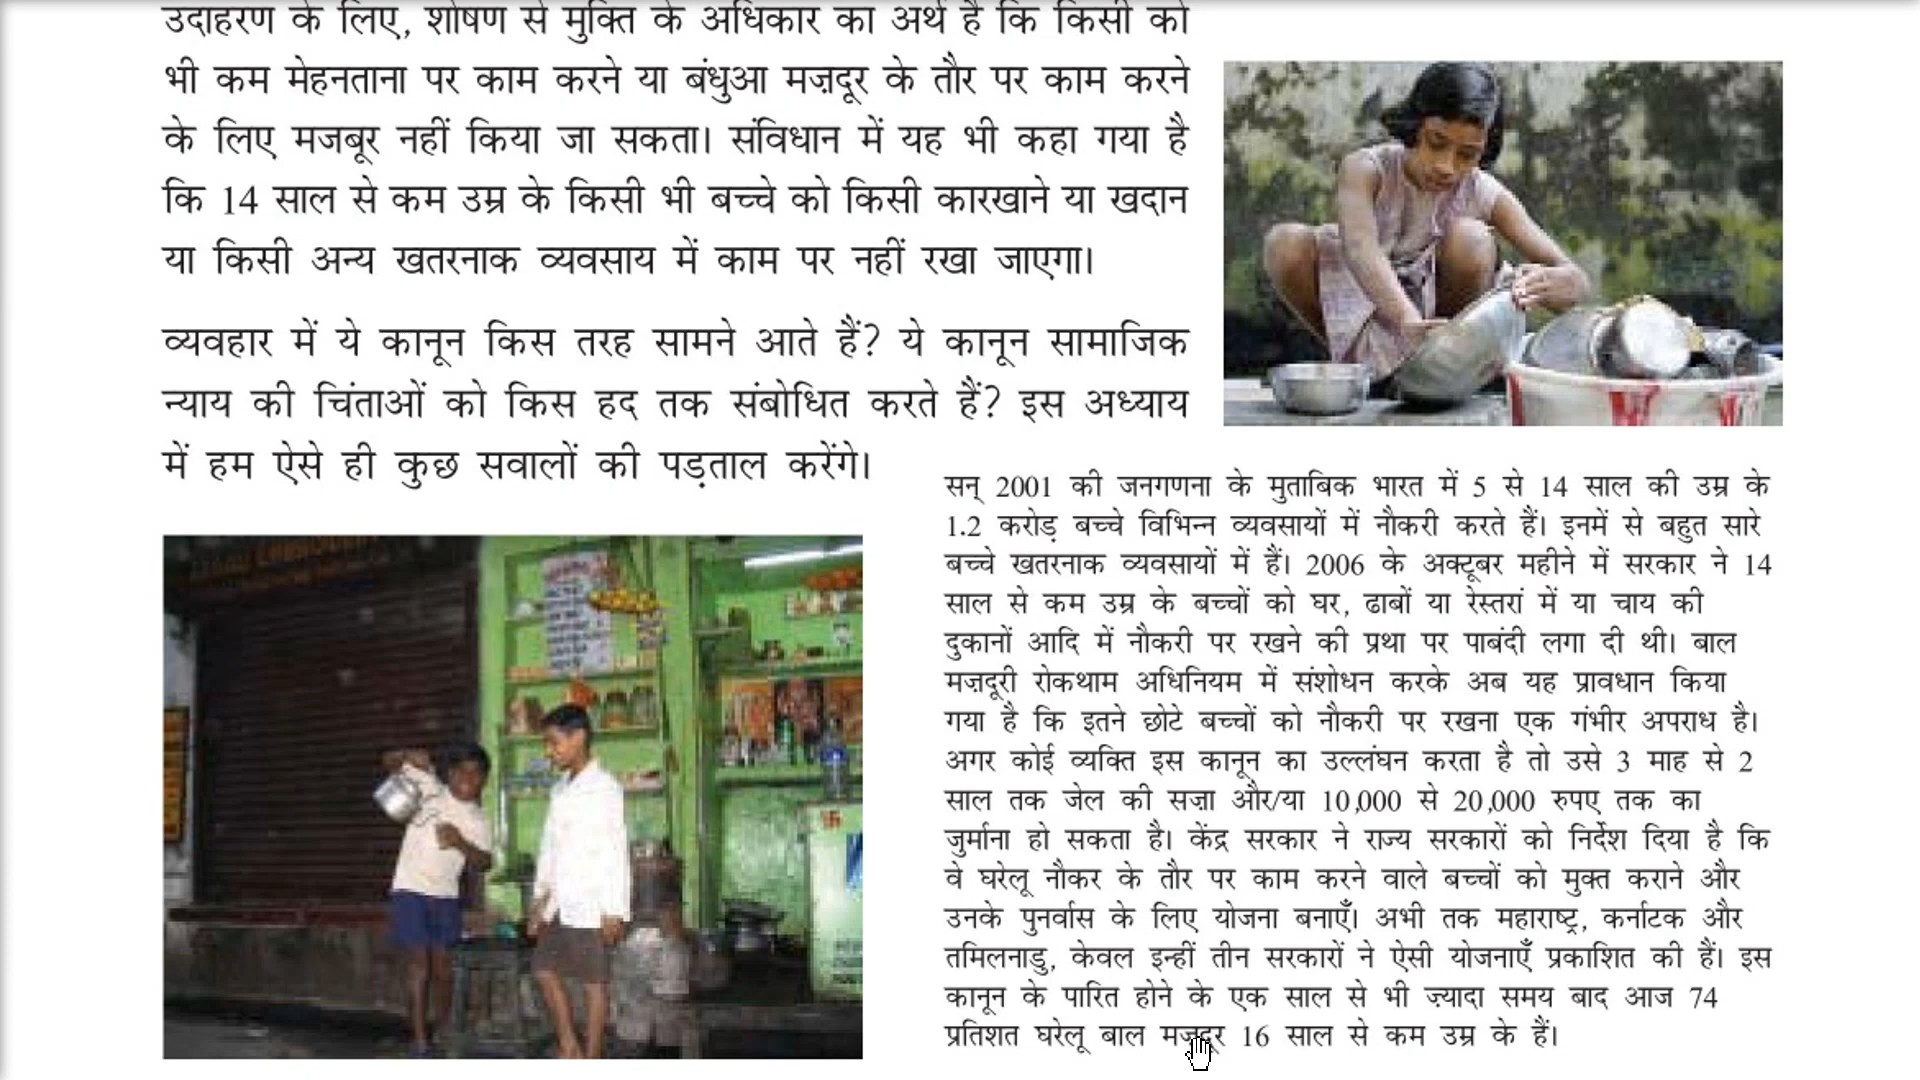 उदाहरण के लिए, शोषण से मुक्ति के अधिकार का अर्थ है कि किसी को
भी कम मेहनताना पर काम करने या बंधुआ मज़दूर के तौर पर काम करने
के लिए मजबूर नहीं किया जा सकता। संविधान में यह भी कहा गया है
कि 14 साल से कम उम्र के किसी भी बच्चे को किसी कारखाने या खदान
या किसी अन्य खतरनाक व्यवसाय में काम पर नहीं रखा जाएगा।
व्यवहार में ये कानून किस तरह सामने आते हैं? ये कानून सामाजिक
न्याय की चिंताओं को किस हद तक संबोधित करते हैं? इस अध्याय
में हम ऐसे ही कुछ सवालों की पड़ताल करेंगे।
सन् 2001 की जनगणना के मुताबिक भारत में 5 से 14 साल की उम्र के
1.2 करोड़ बच्चे विभिन्न व्यवसायों में नौकरी करते हैं। इनमें से बहुत सारे
बच्चे खतरनाक व्यवसायों में हैं। 2006 के अक्टूबर महीने में सरकार ने 14
साल से कम उम्र के बच्चों को घर, ढाबों या रेस्तरां में या चाय की
दुकानों आदि में नौकरी पर रखने की प्रथा पर पाबंदी लगा दी थी। बाल
मज़दूरी रोकथाम अधिनियम में संशोधन करके अब यह प्रावधान किया
गया है कि इतने छोटे बच्चों को नौकरी पर रखना एक गंभीर अपराध है।
अगर कोई व्यक्ति इस कानून का उल्लंघन करता है तो उसे 3 माह से 2
साल तक जेल की सज़ा और/या 10,000 से 20,000 रुपए तक का
जुर्माना हो सकता है। केंद्र सरकार ने राज्य सरकारों को निर्देश दिया है कि
वे घरेलू नौकर के तौर पर काम करने वाले बच्चों को मुक्त कराने और
उनके पुनर्वास के लिए योजना बनाएँ। अभी तक महाराष्ट्र, कर्नाटक और
तमिलनाडु, केवल इन्हीं तीन सरकारों ने ऐसी योजनाएँ प्रकाशित की हैं। इस
कानून के पारित होने के एक साल से भी ज़्यादा समय बाद आज 74
प्रतिशत घरेलू बाल मज़दूर 16 साल से कम उम्र के हैं।